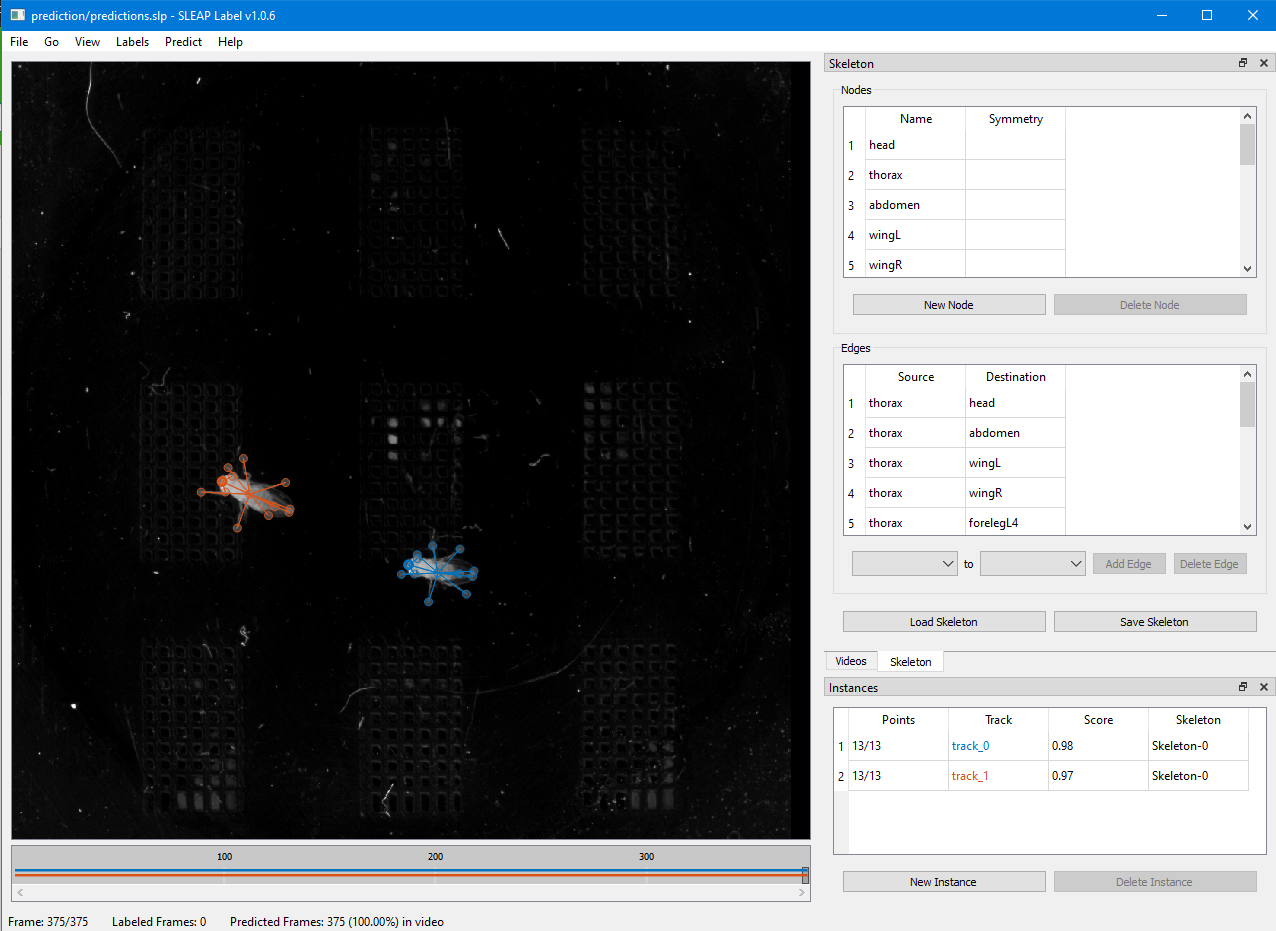 prediction/predictions.slp - SLEAP Label v1.0.6
File Go View Labels Predict Help
Skeleton
Nodes
Name Symmetry
1 head
2 thorax
3 abdomen
4 wingL
5 wingR
New Node Delete Node
Edges
Source Destination
1 thorax head
2 thorax abdomen
3 thorax wingL
4 thorax wingR
5 thorax forelegL4
to Add Edge Delete Edge
Load Skeleton Save Skeleton
Videos Skeleton
Instances
Points Track Score Skeleton
1 13/13 track_0 0.98 Skeleton-0
2 13/13 track_1 0.97 Skeleton-0
New Instance Delete Instance
100 200 300
Frame: 375/375 Labeled Frames: 0 Predicted Frames: 375 (100.00%) in video